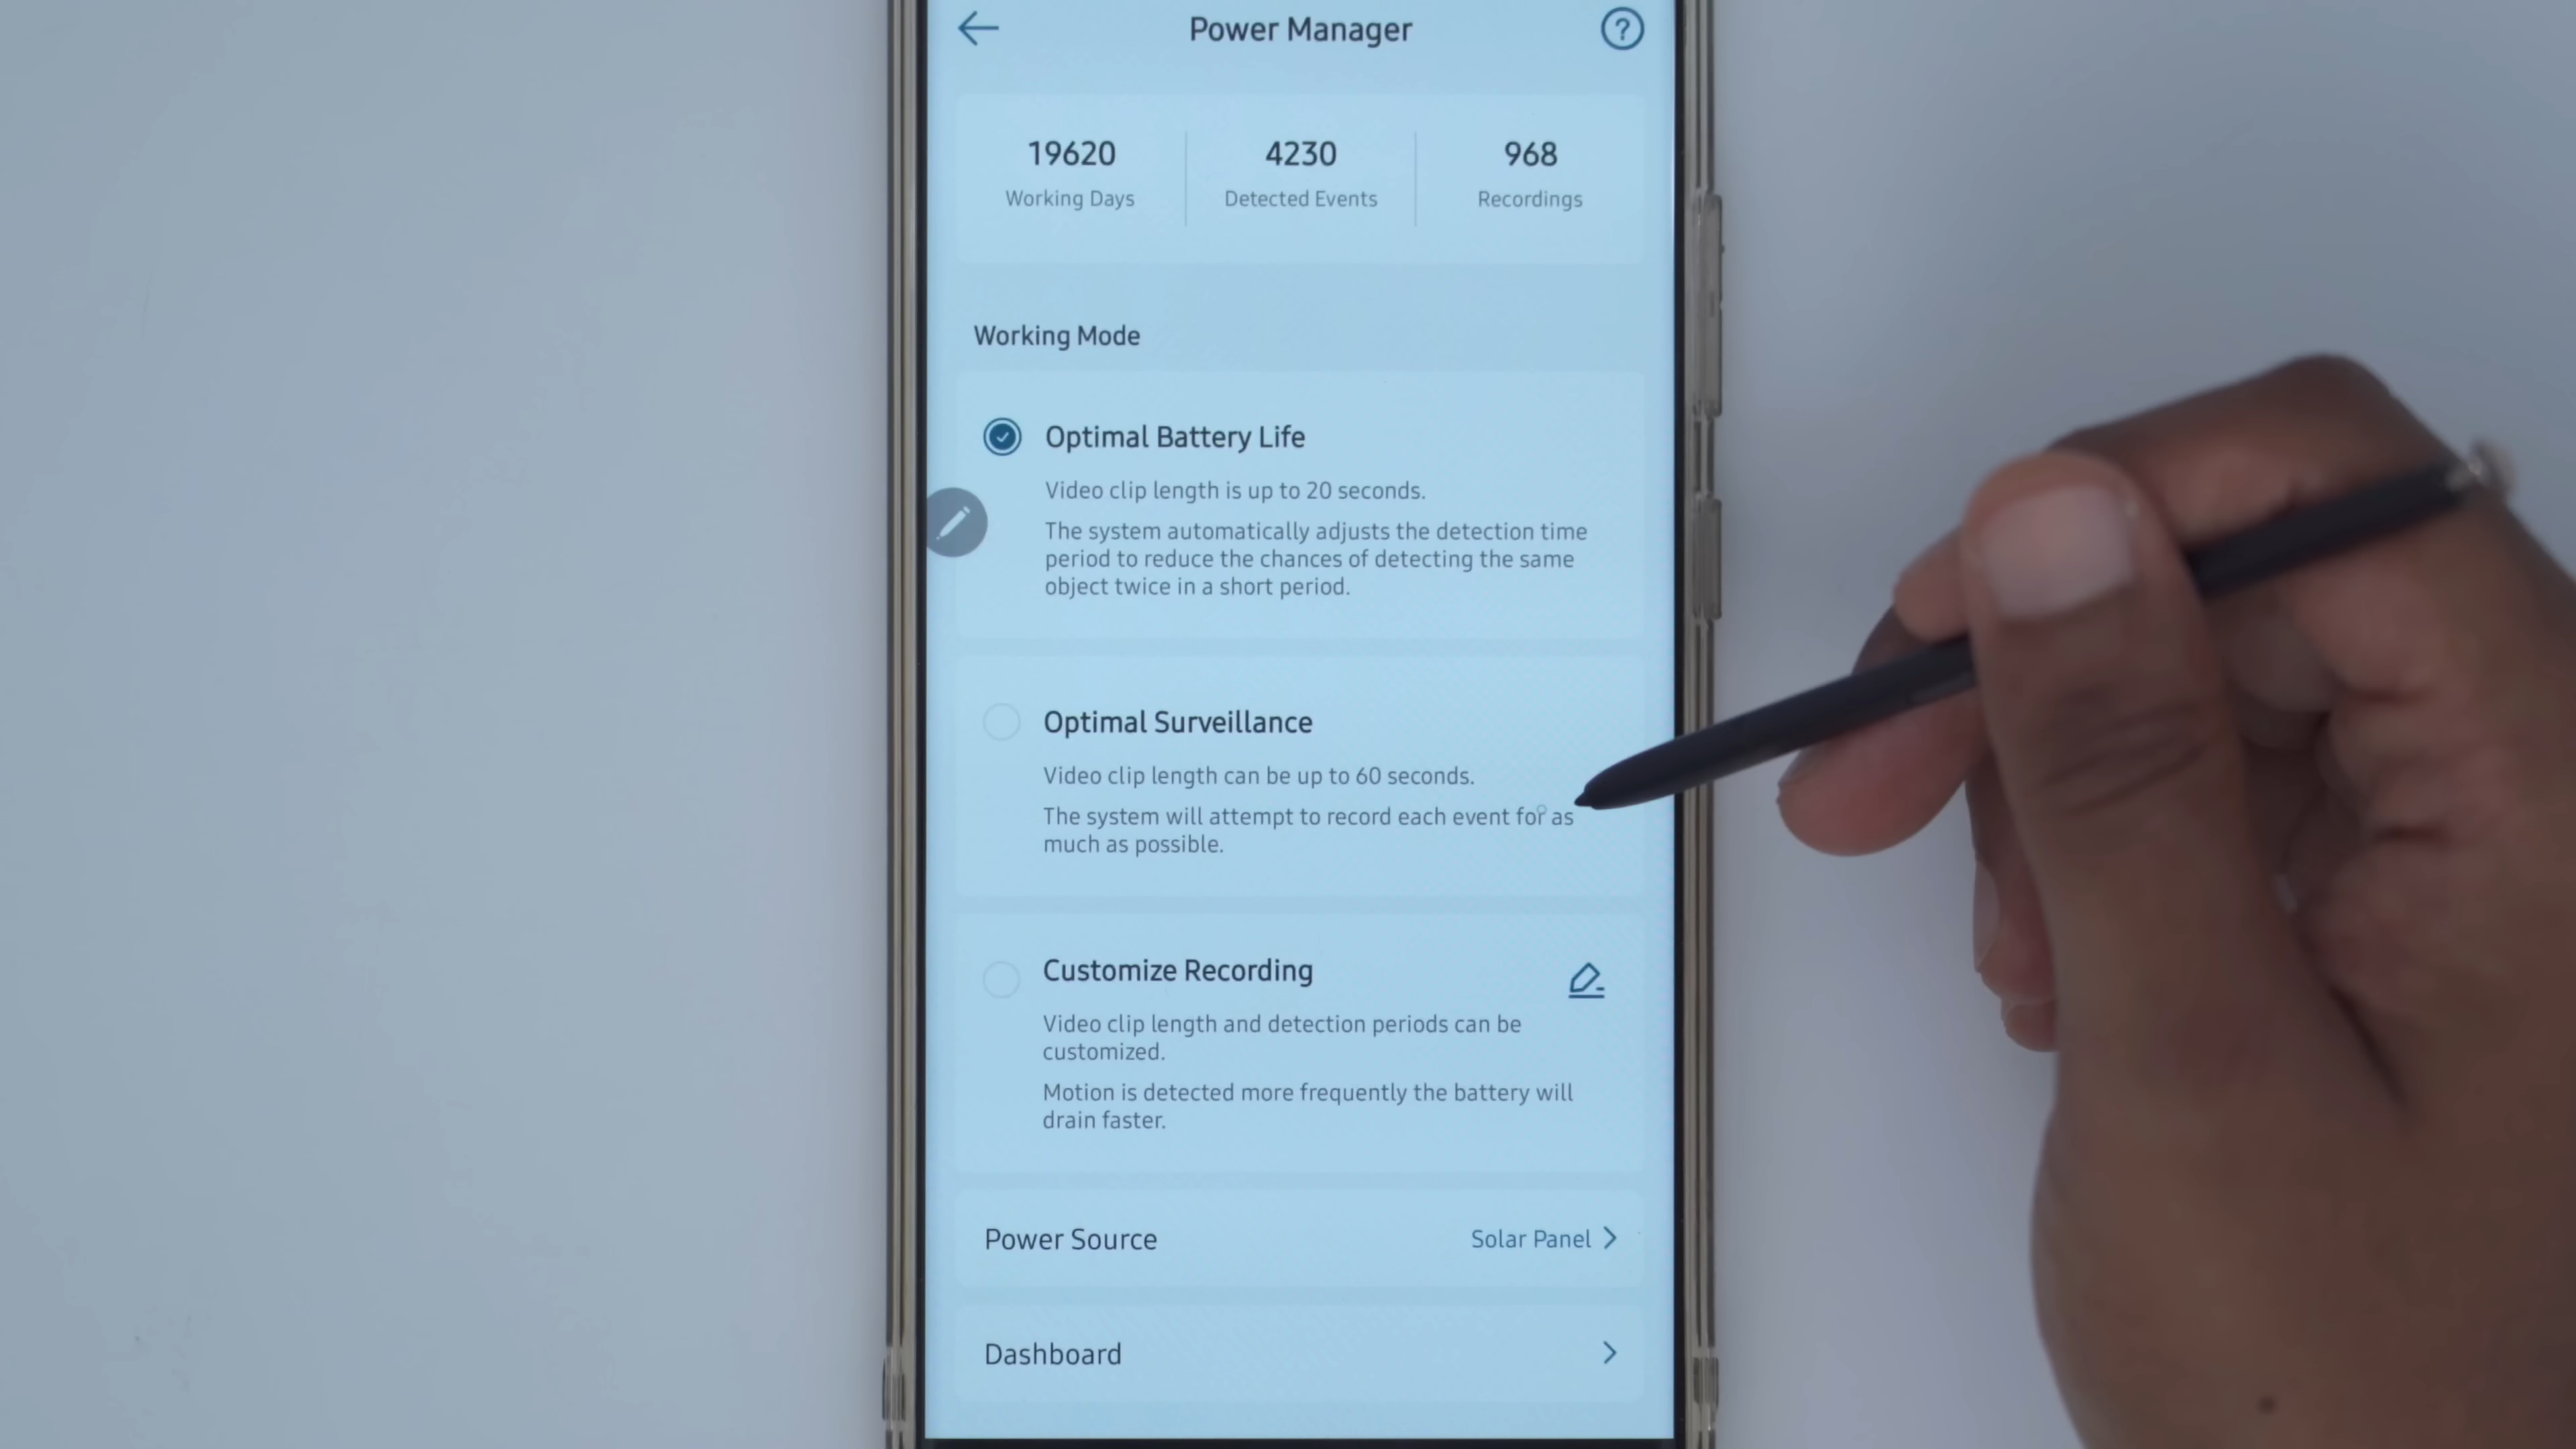 Power Manager
19620
4230
968
Working Days
Detected Events
Recordings
Working Mode
Optimal Battery Life
Video clip length is up to 20 seconds.
The system automatically adjusts the detection time
period to reduce the chances of detecting the same
object twice in a short period.
Optimal Surveillance
Video clip length can be up to 60 seconds.
The system will attempt to record each event for as
much as possible.
Customize Recording
Video clip length and detection periods can be
customized.
Motion is detected more frequently the battery will
drain faster.
Power Source
Solar Panel
Dashboard